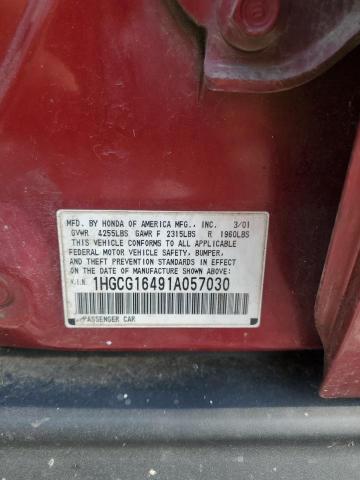 MFD. BY HONDA OF AMERICA MFG., INC. 3/01
GVWR 4255LBS GAWR F 2315LBS R 1960LBS
THIS VEHICLE CONFORMS TO ALL APPLICABLE
FEDERAL MOTOR VEHICLE SAFETY, BUMPER,
AND THEFT PREVENTION STANDARDS IN EFFECT
ON THE DATE OF MANUFACTURE SHOWN ABOVE.
V.I.N. 1HGCG16491A057030
PASSENGER CAR